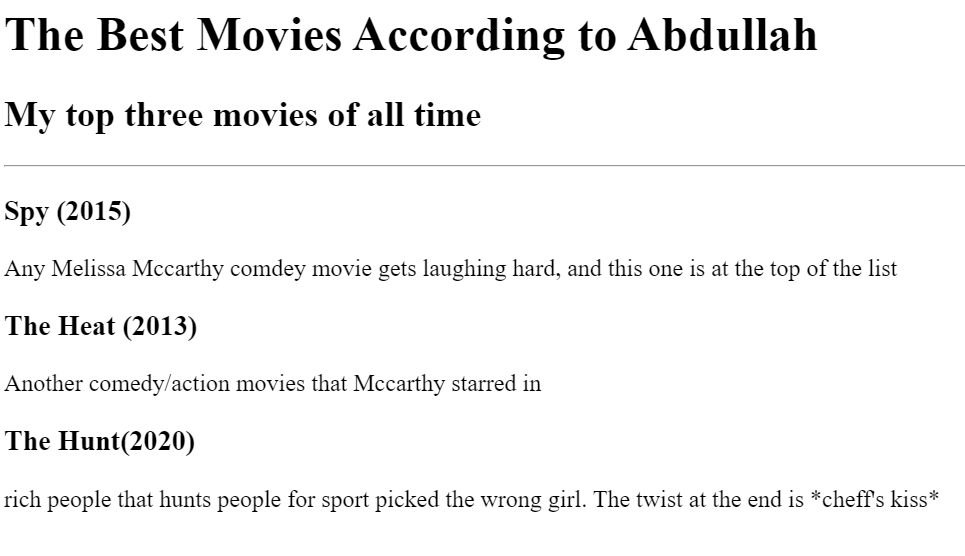 The Best Movies According to Abdullah
My top three movies of all time
Spy (2015)
Any Melissa Mccarthy comdey movie gets laughing hard, and this one is at the top of the list
The Heat (2013)
Another comedy/action movies that Mccarthy starred in
The Hunt(2020)
rich people that hunts people for sport picked the wrong girl. The twist at the end is *cheff's kiss*